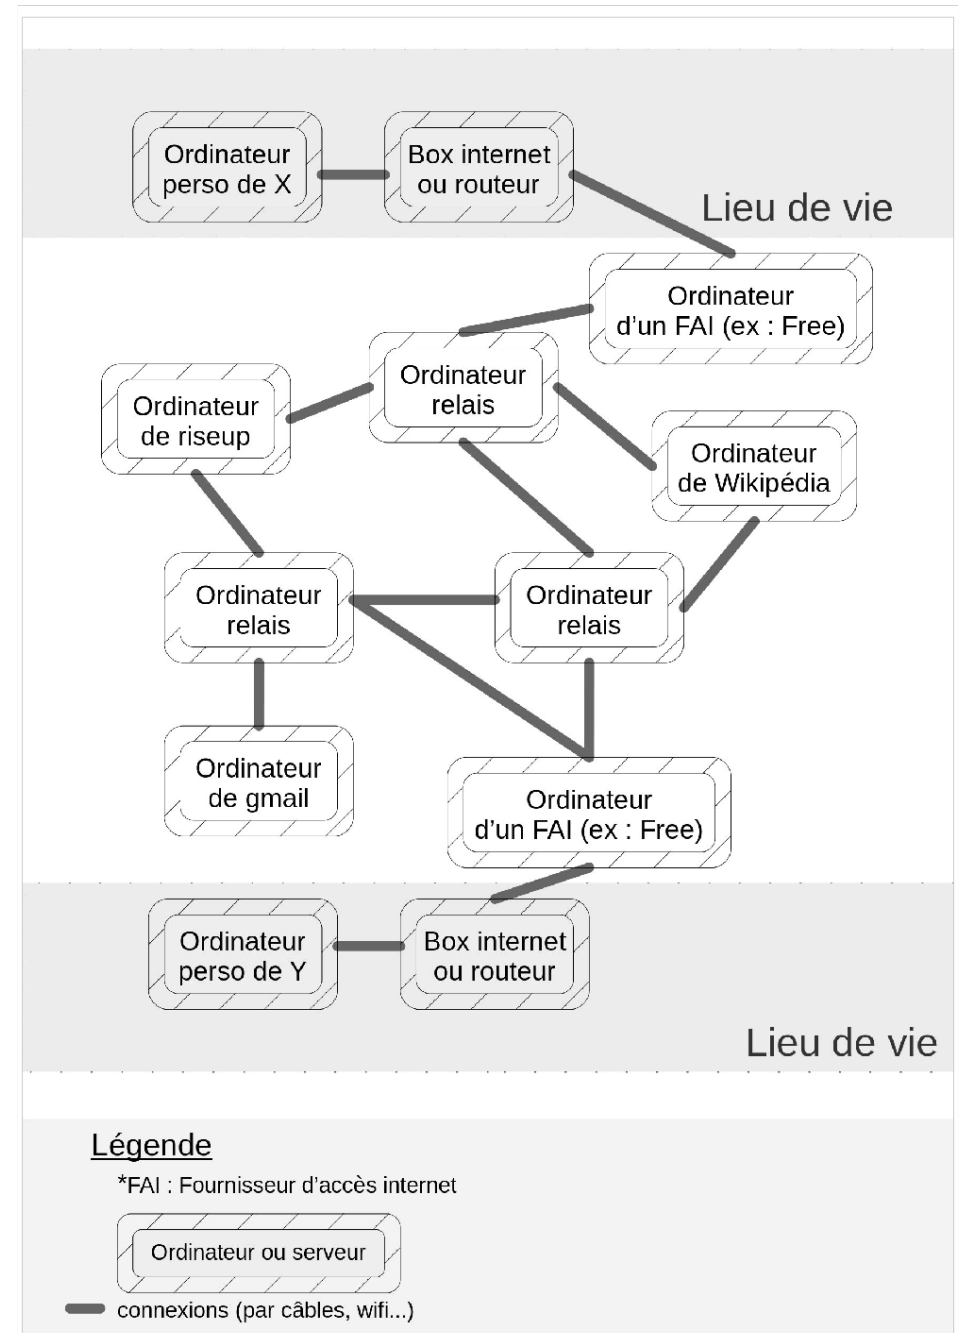 Ordinateur
perso de X
Box internet
ou routeur
Lieu de vie
Ordinateur
d'un FAI (ex : Free)
Ordinateur
relais
Ordinateur
de riseup
Ordinateur
de Wikipédia
Ordinateur
relais
Ordinateur
relais
Ordinateur
de gmail
Ordinateur
d'un FAI (ex : Free)
Ordinateur
perso de Y
Box internet
ou routeur
Lieu de vie
Légende
*FAI : Fournisseur d'accès internet
Ordinateur ou serveur
connexions (par câbles, wifi...)